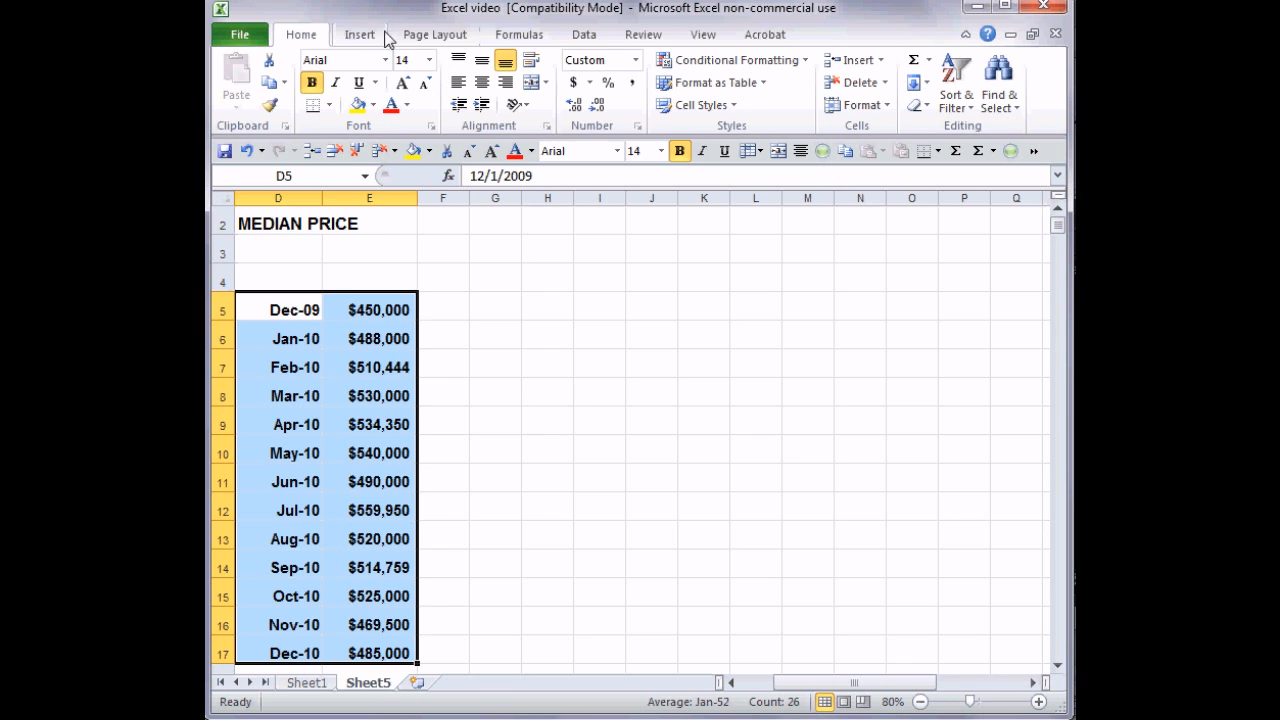 Excel video [Compatibility Mode] - Microsoft Excel non-commercial use
File Home Insert Page Layout Formulas Data Review View Acrobat
Paste Arial 14 Custom Conditional Formatting Insert Σ
B I U A A $ % , Format as Table Delete Sort & Find &
A Cell Styles Format Filter Select
Clipboard Font Alignment Number Styles Cells Editing
A A A Arial 14 B I U Σ Σ
D5 fx 12/1/2009
D E F G H I J K L M N O P Q
2 MEDIAN PRICE
3
4
5 Dec-09 $450,000
6 Jan-10 $488,000
7 Feb-10 $510,444
8 Mar-10 $530,000
9 Apr-10 $534,350
10 May-10 $540,000
11 Jun-10 $490,000
12 Jul-10 $559,950
13 Aug-10 $520,000
14 Sep-10 $514,759
15 Oct-10 $525,000
16 Nov-10 $469,500
17 Dec-10 $485,000
Sheet1 Sheet5
Ready Average: Jan-52 Count: 26 80%